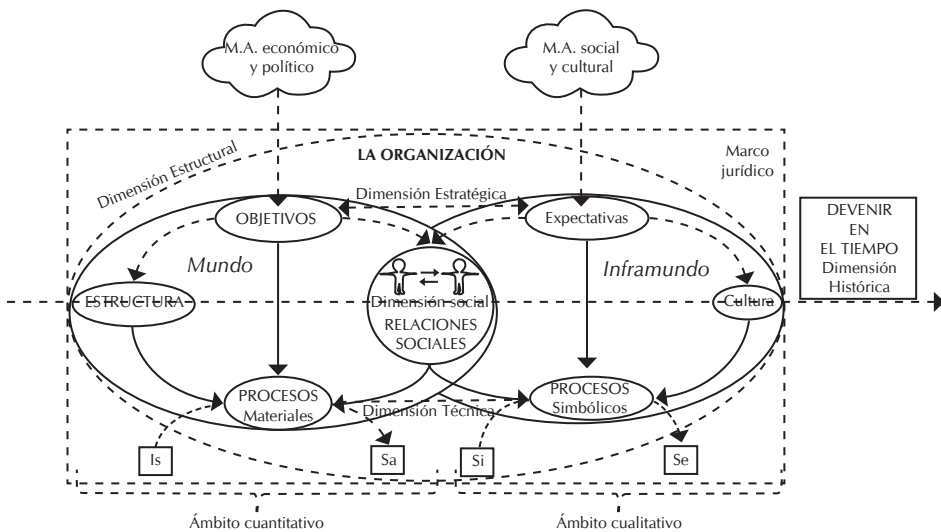 M.A. económico
y político
M.A. social
y cultural
Dimensión Estructural
LA ORGANIZACIÓN
Marco
jurídico
Dimensión Estratégica
OBJETIVOS
Expectativas
DEVENIR
EN
EL TIEMPO
Dimensión
Histórica
Mundo
Inframundo
ESTRUCTURA
Dimensión social
RELACIONES
SOCIALES
Cultura
PROCESOS
Materiales
Dimensión Técnica
PROCESOS
Simbólicos
Is
Sa
Si
Se
Ámbito cuantitativo
Ámbito cualitativo